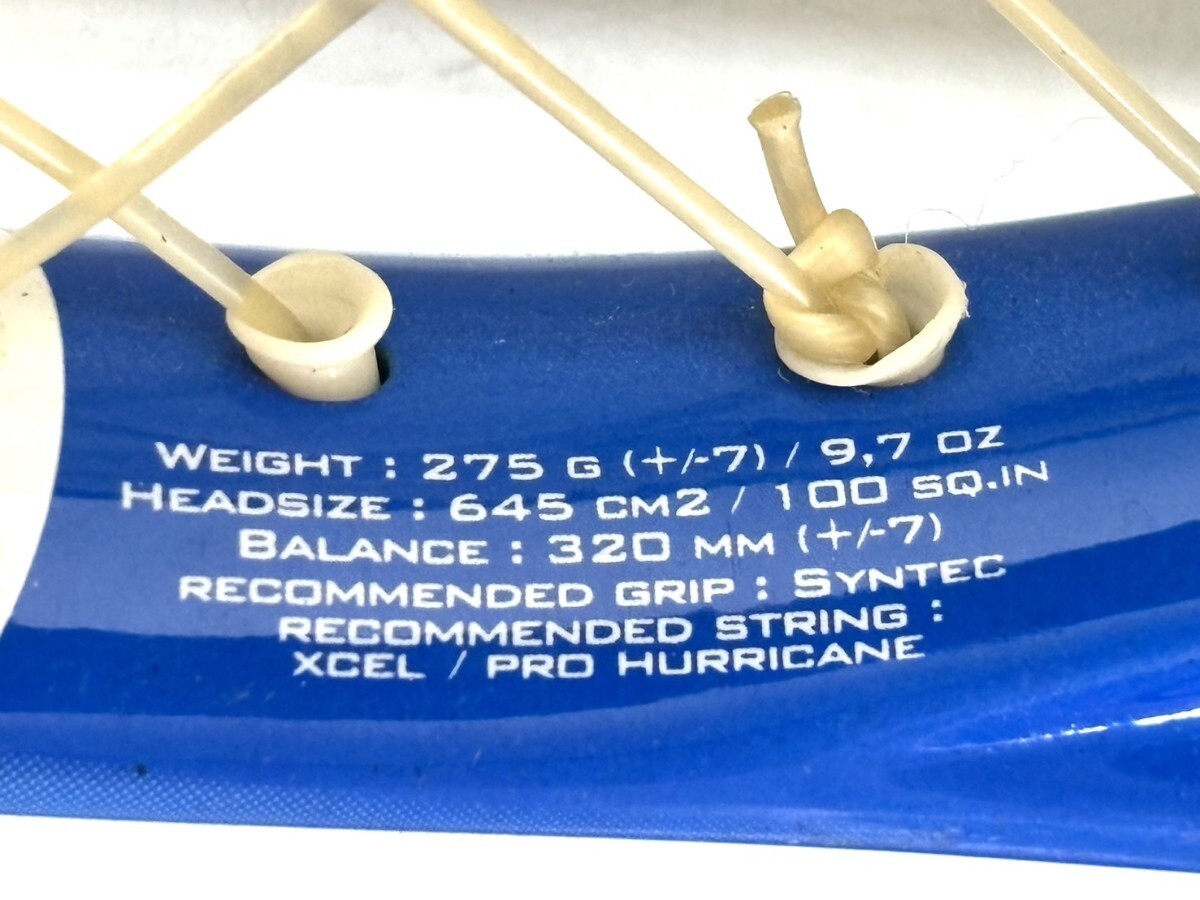 WEIGHT : 275 G (+/-7) / 9,7 OZ
HEADSIZE : 645 CM2 / 100 SQ.IN
BALANCE : 320 MM (+/-7)
RECOMMENDED GRIP : SYNTEC
RECOMMENDED STRING :
XCEL / PRO HURRICANE